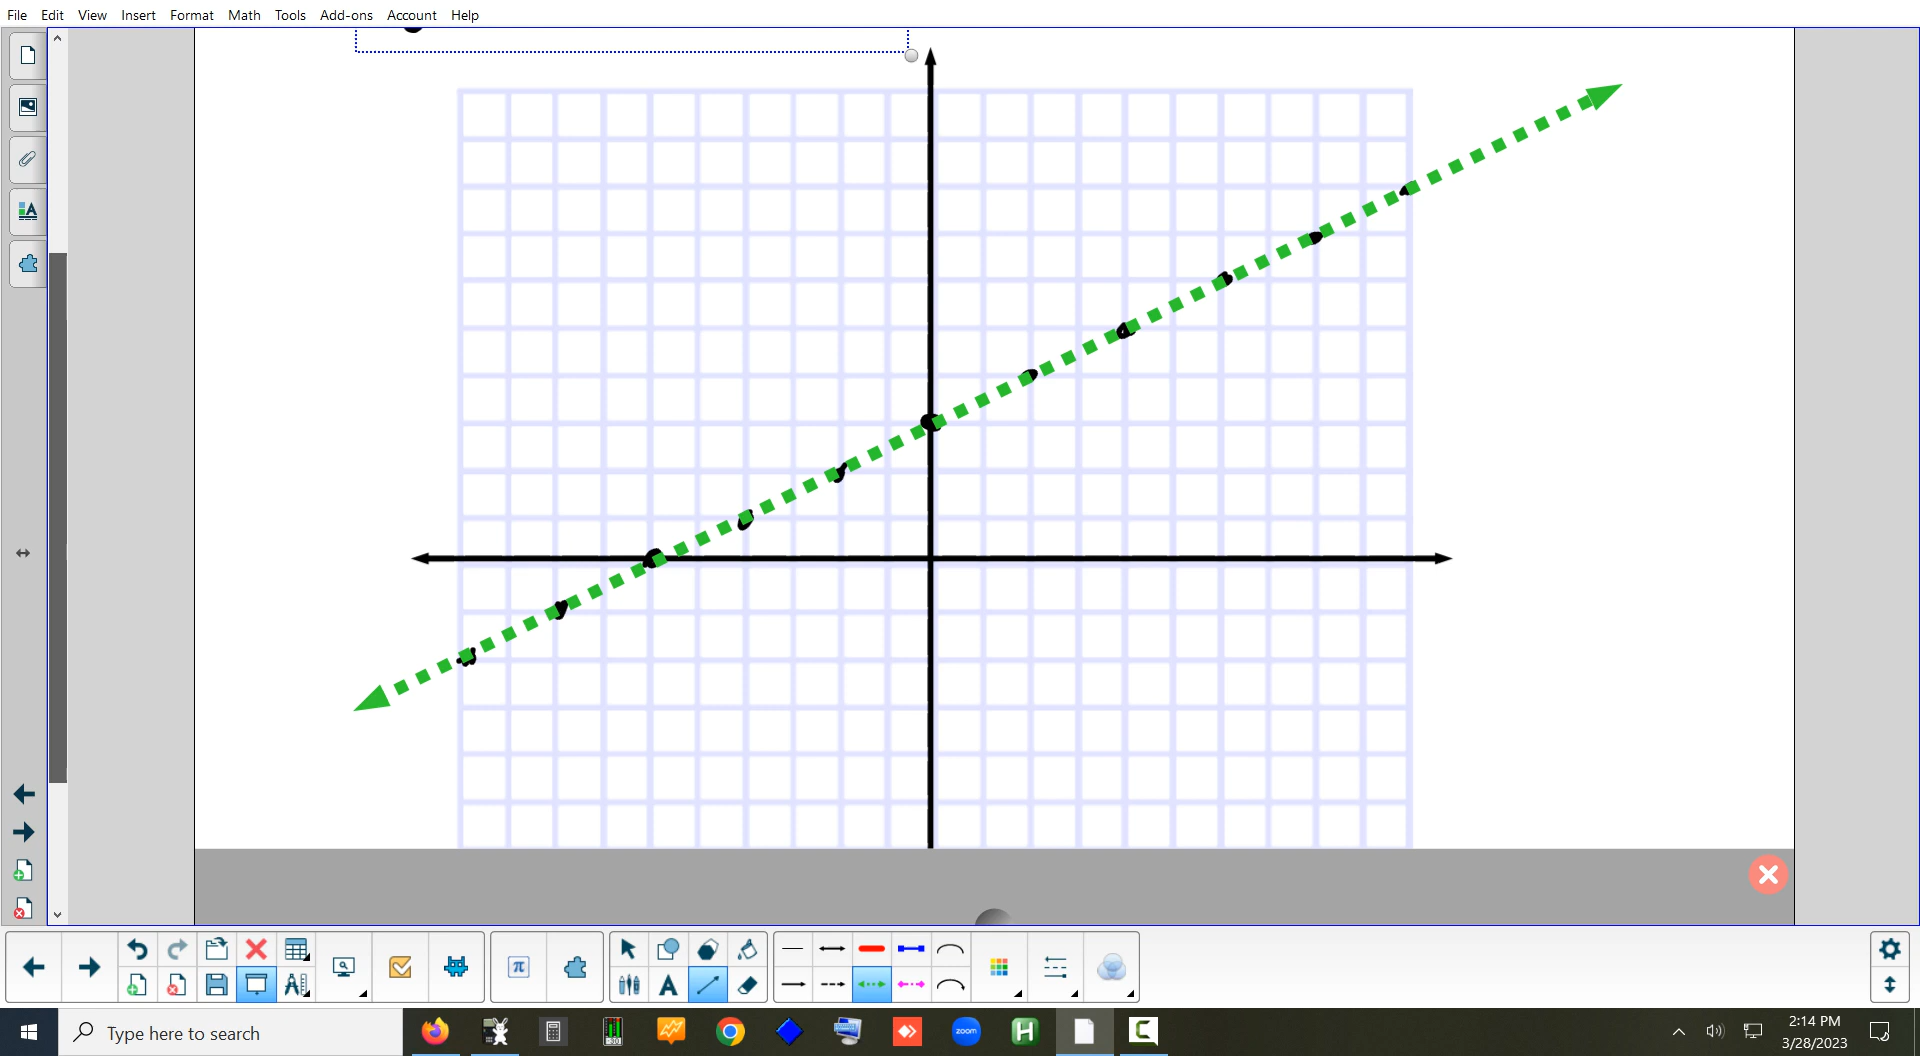 File Edit View Insert Format Math Tools Add-ons Account Help
A
π
A
Type here to search
zoom
H
C
2:14 PM
3/28/2023